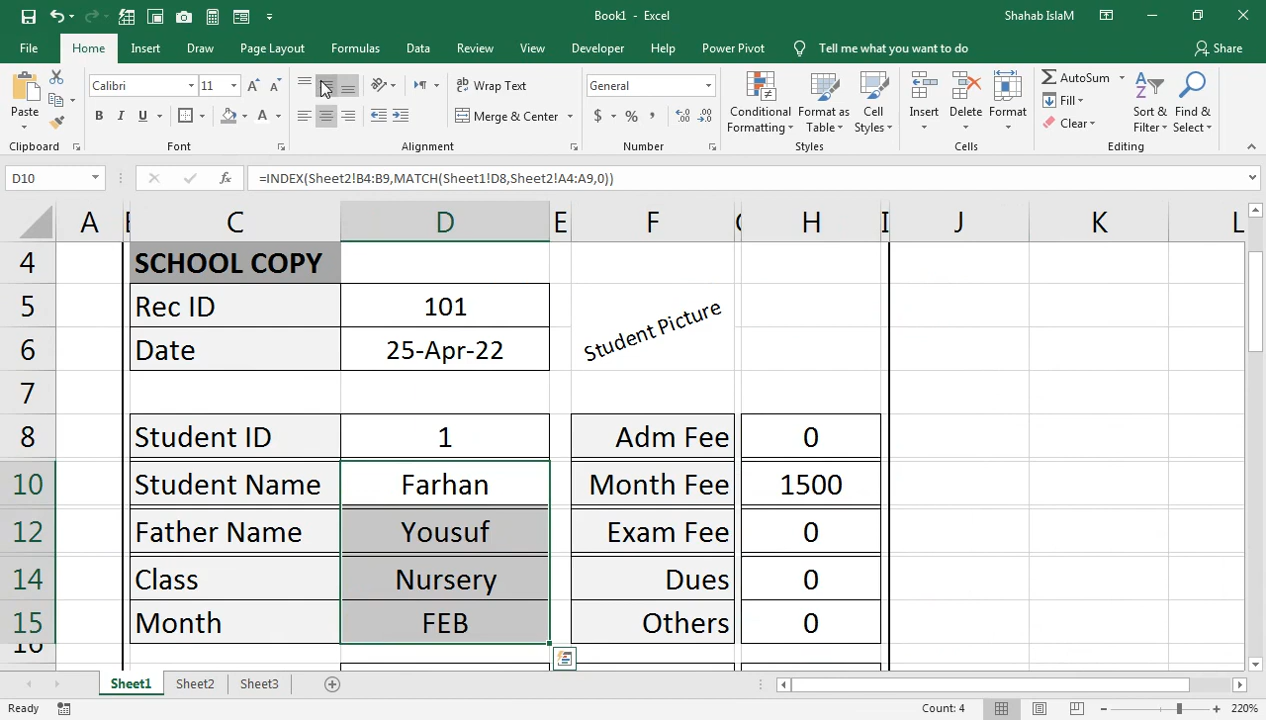 Book1 - Excel
Shahab IslaM
File Home Insert Draw Page Layout Formulas Data Review View Developer Help Power Pivot Tell me what you want to do Share
Paste
Calibri 11
B I U A
Wrap Text
Merge & Center
General
$ % ,
Conditional Formatting
Format as Table
Cell Styles
Insert Delete Format
AutoSum
Fill
Clear
Sort & Filter
Find & Select
Clipboard Font Alignment Number Styles Cells Editing
D10 fx =INDEX(Sheet2!B4:B9,MATCH(Sheet1!D8,Sheet2!A4:A9,0))
A C D E F H I J K L
4 SCHOOL COPY
5 Rec ID 101
6 Date 25-Apr-22
Student Picture
7
8 Student ID 1 Adm Fee 0
10 Student Name Farhan Month Fee 1500
12 Father Name Yousuf Exam Fee 0
14 Class Nursery Dues 0
15 Month FEB Others 0
16
Sheet1 Sheet2 Sheet3
Ready Count: 4 220%